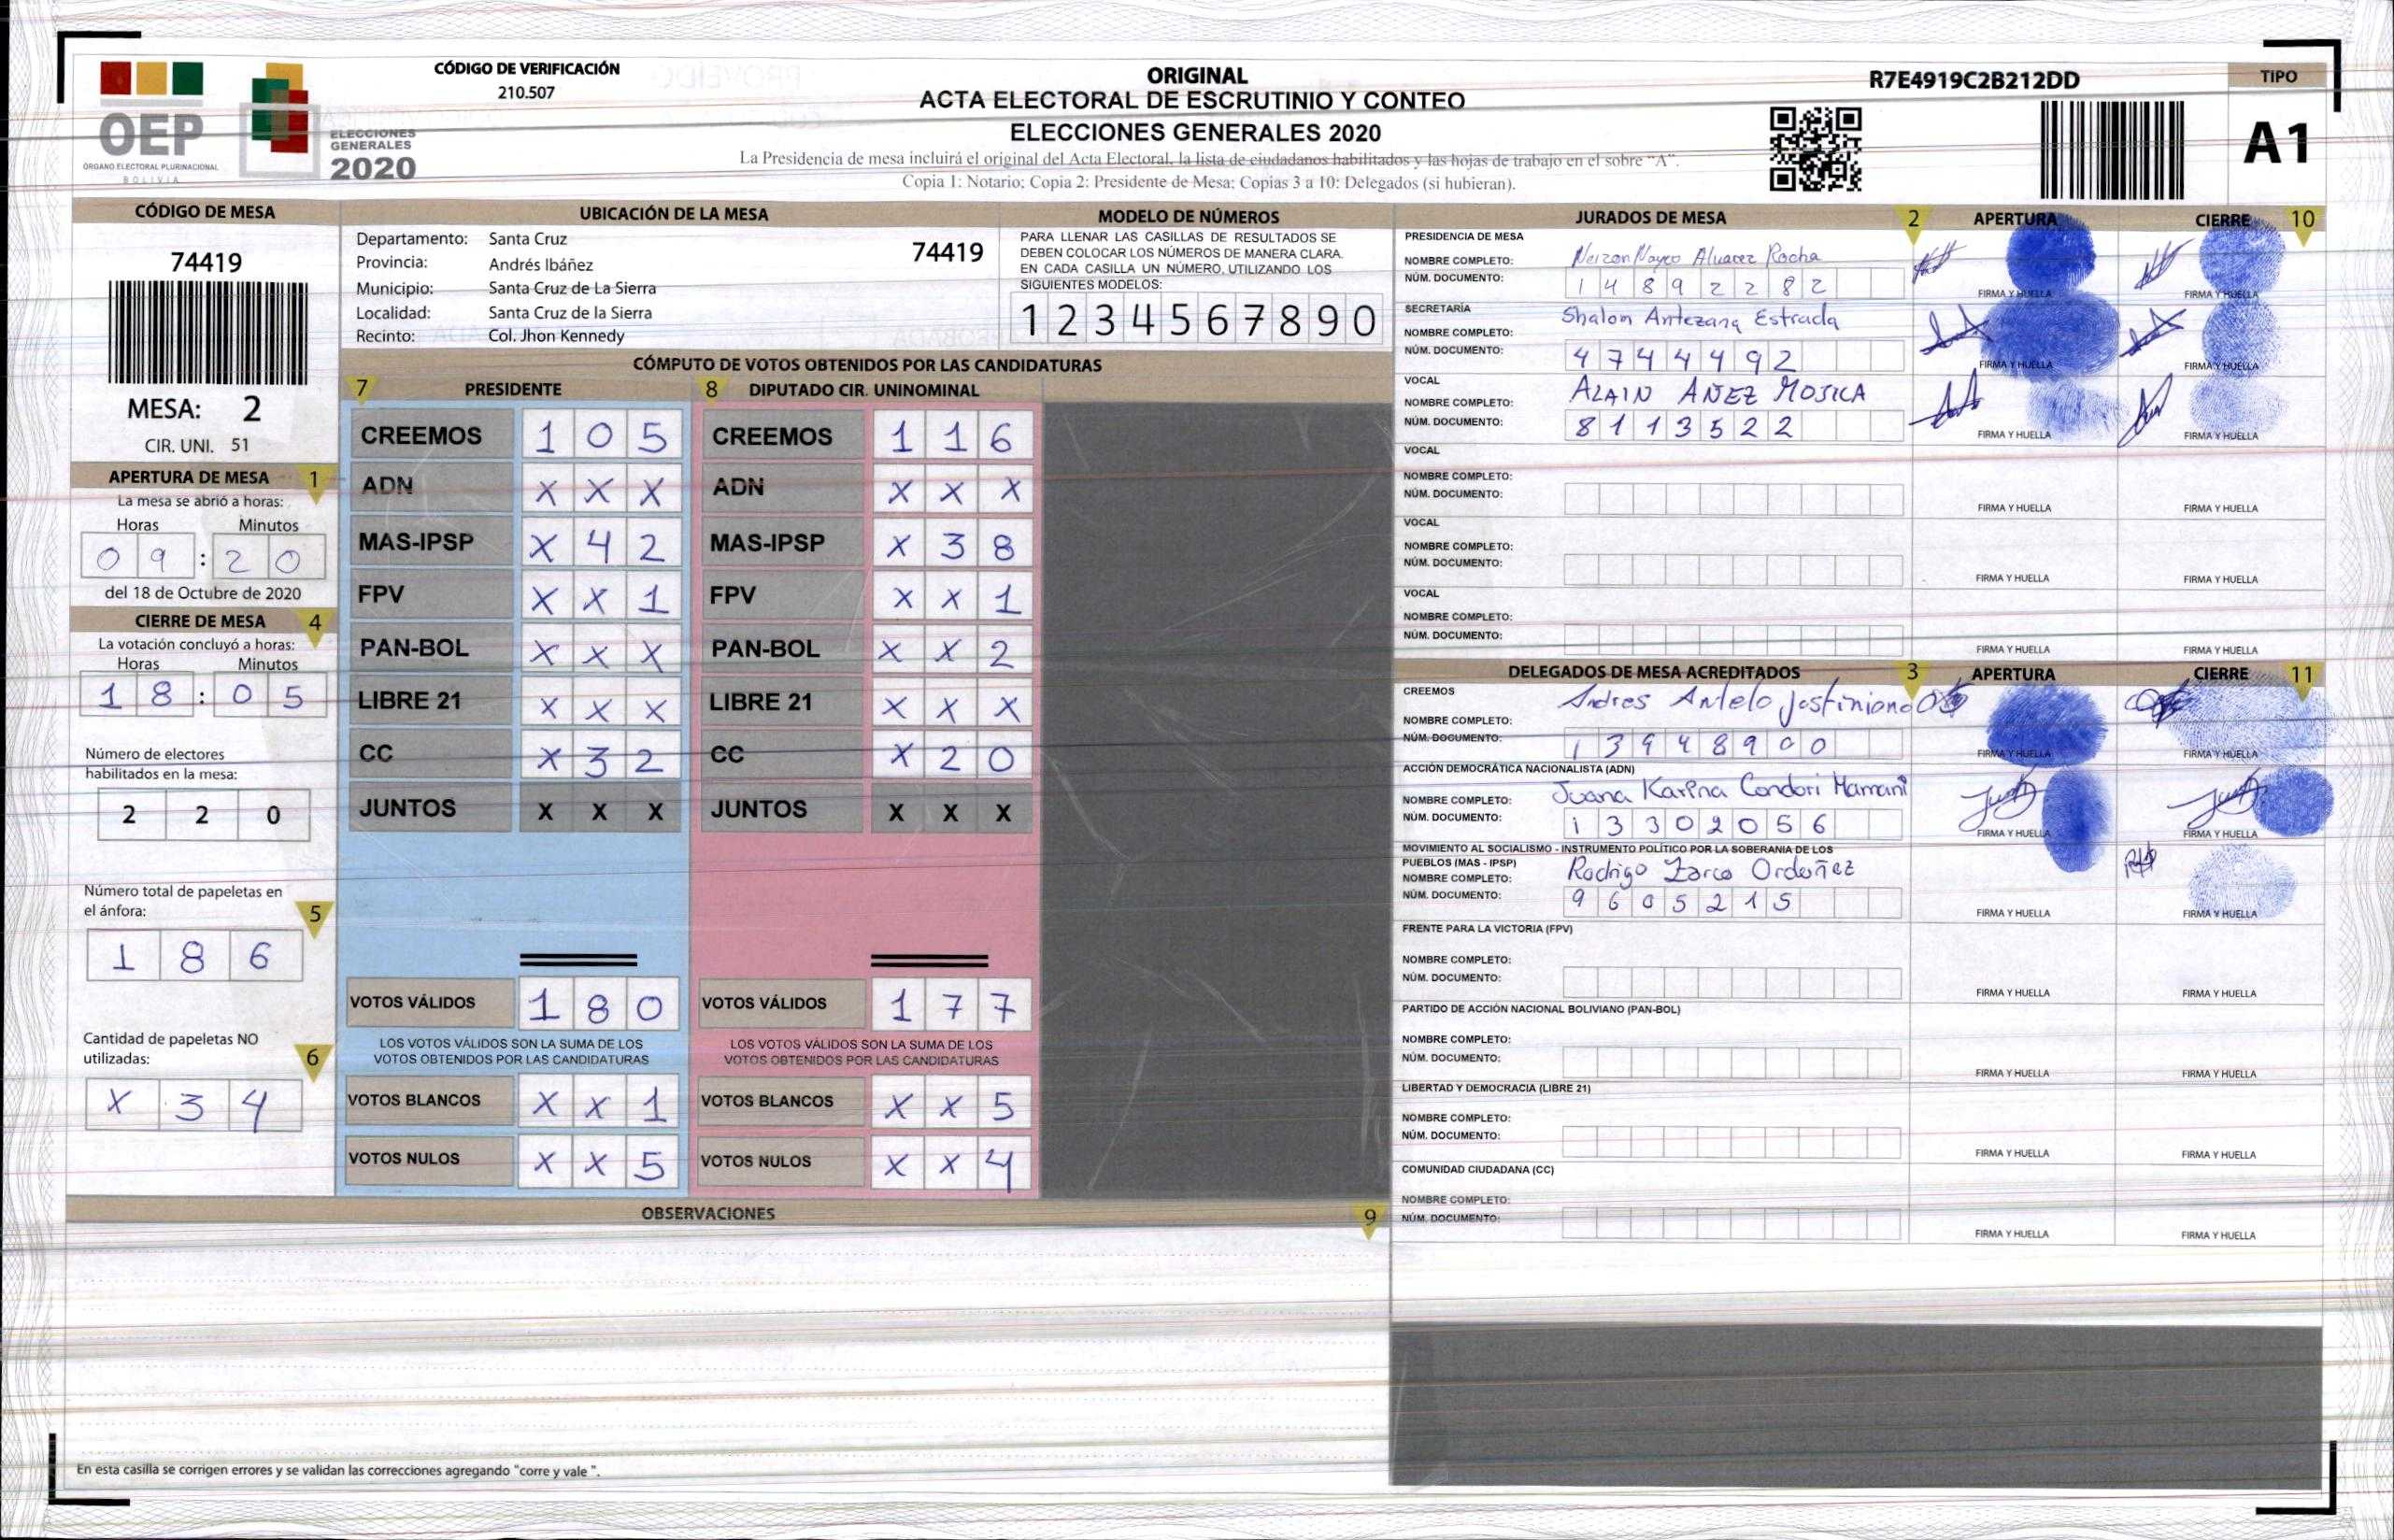 CÓDIGO DE VERIFICACIÓN
210.507
OEP
ÓRGANO ELECTORAL PLURINACIONAL
BOLIVIA
ELECCIONES
GENERALES
2020
ORIGINAL
ACTA ELECTORAL DE ESCRUTINIO Y CONTEO
ELECCIONES GENERALES 2020
La Presidencia de mesa incluirá el original del Acta Electoral, la lista de ciudadanos habilitados y las hojas de trabajo en el sobre "A".
Copia 1: Notario; Copia 2: Presidente de Mesa; Copias 3 a 10: Delegados (si hubieran).
R7E4919C2B212DD
TIPO
A1
CÓDIGO DE MESA
74419
MESA: 2
CIR. UNI. 51
APERTURA DE MESA 1
La mesa se abrió a horas:
Horas Minutos
0 9 : 2 0
del 18 de Octubre de 2020
CIERRE DE MESA 4
La votación concluyó a horas:
Horas Minutos
1 8 : 0 5
Número de electores
habilitados en la mesa:
2 2 0
Número total de papeletas en
el ánfora: 5
1 8 6
Cantidad de papeletas NO
utilizadas: 6
X 3 4
UBICACIÓN DE LA MESA
Departamento: Santa Cruz
74419
Provincia: Andrés Ibáñez
Municipio: Santa Cruz de La Sierra
Localidad: Santa Cruz de la Sierra
Recinto: Col. Jhon Kennedy
MODELO DE NÚMEROS
PARA LLENAR LAS CASILLAS DE RESULTADOS SE
DEBEN COLOCAR LOS NÚMEROS DE MANERA CLARA.
EN CADA CASILLA UN NÚMERO, UTILIZANDO LOS
SIGUIENTES MODELOS:
1 2 3 4 5 6 7 8 9 0
CÓMPUTO DE VOTOS OBTENIDOS POR LAS CANDIDATURAS
7 PRESIDENTE
CREEMOS 1 0 5
ADN X X X
MAS-IPSP X 4 2
FPV X X 1
PAN-BOL X X X
LIBRE 21 X X X
CC X 3 2
JUNTOS X X X
VOTOS VÁLIDOS 1 8 0
LOS VOTOS VÁLIDOS SON LA SUMA DE LOS
VOTOS OBTENIDOS POR LAS CANDIDATURAS
VOTOS BLANCOS X X 1
VOTOS NULOS X X 5
8 DIPUTADO CIR. UNINOMINAL
CREEMOS 1 1 6
ADN X X X
MAS-IPSP X 3 8
FPV X X 1
PAN-BOL X X 2
LIBRE 21 X X X
CC X 2 0
JUNTOS X X X
VOTOS VÁLIDOS 1 7 7
LOS VOTOS VÁLIDOS SON LA SUMA DE LOS
VOTOS OBTENIDOS POR LAS CANDIDATURAS
VOTOS BLANCOS X X 5
VOTOS NULOS X X 4
OBSERVACIONES 9
En esta casilla se corrigen errores y se validan las correcciones agregando "corre y vale ".
JURADOS DE MESA 2 APERTURA CIERRE 10
PRESIDENCIA DE MESA
NOMBRE COMPLETO: Alvarez Rocha
NÚM. DOCUMENTO: 1 4 8 9 2 2 8 2
FIRMA Y HUELLA FIRMA Y HUELLA
SECRETARÍA
NOMBRE COMPLETO: Shalom Antezana Estrada
NÚM. DOCUMENTO: 4 7 4 4 4 9 2
FIRMA Y HUELLA FIRMA Y HUELLA
VOCAL
NOMBRE COMPLETO: ALAIN AÑEZ MOJICA
NÚM. DOCUMENTO: 8 1 1 3 5 2 2
FIRMA Y HUELLA FIRMA Y HUELLA
VOCAL
NOMBRE COMPLETO:
NÚM. DOCUMENTO:
FIRMA Y HUELLA FIRMA Y HUELLA
VOCAL
NOMBRE COMPLETO:
NÚM. DOCUMENTO:
FIRMA Y HUELLA FIRMA Y HUELLA
VOCAL
NOMBRE COMPLETO:
NÚM. DOCUMENTO:
FIRMA Y HUELLA FIRMA Y HUELLA
DELEGADOS DE MESA ACREDITADOS 3 APERTURA CIERRE 11
CREEMOS
NOMBRE COMPLETO: Andres Antelo Justiniano
NÚM. DOCUMENTO: 1 3 9 4 8 9 0 0
FIRMA Y HUELLA FIRMA Y HUELLA
ACCIÓN DEMOCRÁTICA NACIONALISTA (ADN)
NOMBRE COMPLETO: Juana Karina Condori Mamani
NÚM. DOCUMENTO: 1 3 3 0 2 0 5 6
FIRMA Y HUELLA FIRMA Y HUELLA
MOVIMIENTO AL SOCIALISMO - INSTRUMENTO POLÍTICO POR LA SOBERANIA DE LOS
PUEBLOS (MAS - IPSP)
NOMBRE COMPLETO: Rodrigo Zarco Ordoñez
NÚM. DOCUMENTO: 9 6 0 5 2 1 5
FIRMA Y HUELLA FIRMA Y HUELLA
FRENTE PARA LA VICTORIA (FPV)
NOMBRE COMPLETO:
NÚM. DOCUMENTO:
FIRMA Y HUELLA FIRMA Y HUELLA
PARTIDO DE ACCIÓN NACIONAL BOLIVIANO (PAN-BOL)
NOMBRE COMPLETO:
NÚM. DOCUMENTO:
FIRMA Y HUELLA FIRMA Y HUELLA
LIBERTAD Y DEMOCRACIA (LIBRE 21)
NOMBRE COMPLETO:
NÚM. DOCUMENTO:
FIRMA Y HUELLA FIRMA Y HUELLA
COMUNIDAD CIUDADANA (CC)
NOMBRE COMPLETO:
NÚM. DOCUMENTO:
FIRMA Y HUELLA FIRMA Y HUELLA